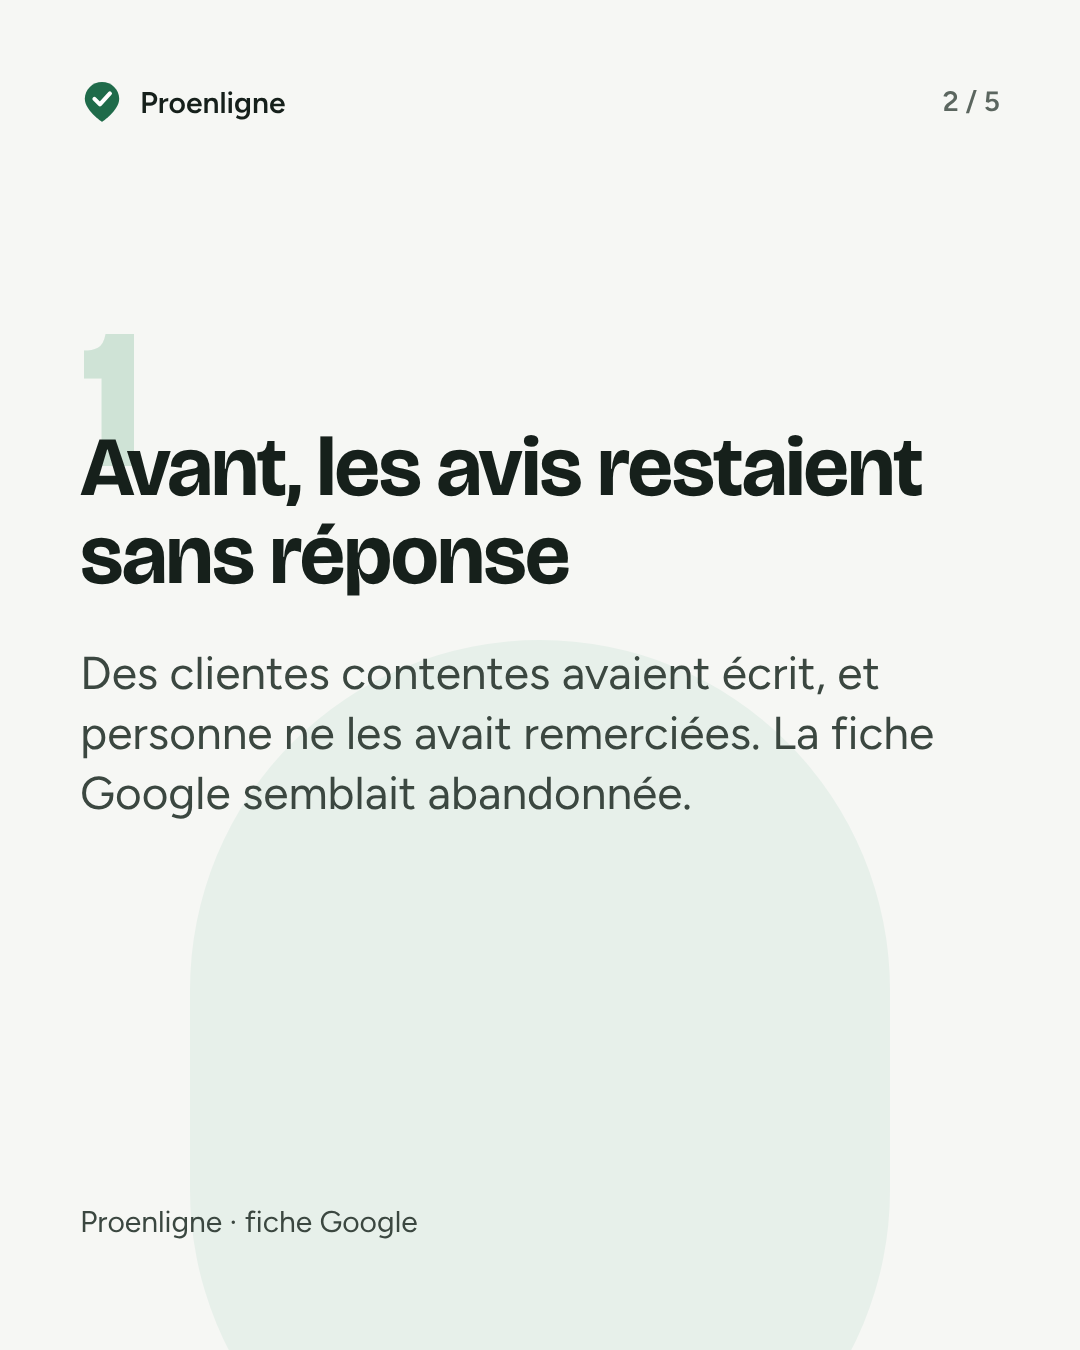 Proenligne
2 / 5
1
Avant, les avis restaient
sans réponse
Des clientes contentes avaient écrit, et
personne ne les avait remerciées. La fiche
Google semblait abandonnée.
Proenligne · fiche Google